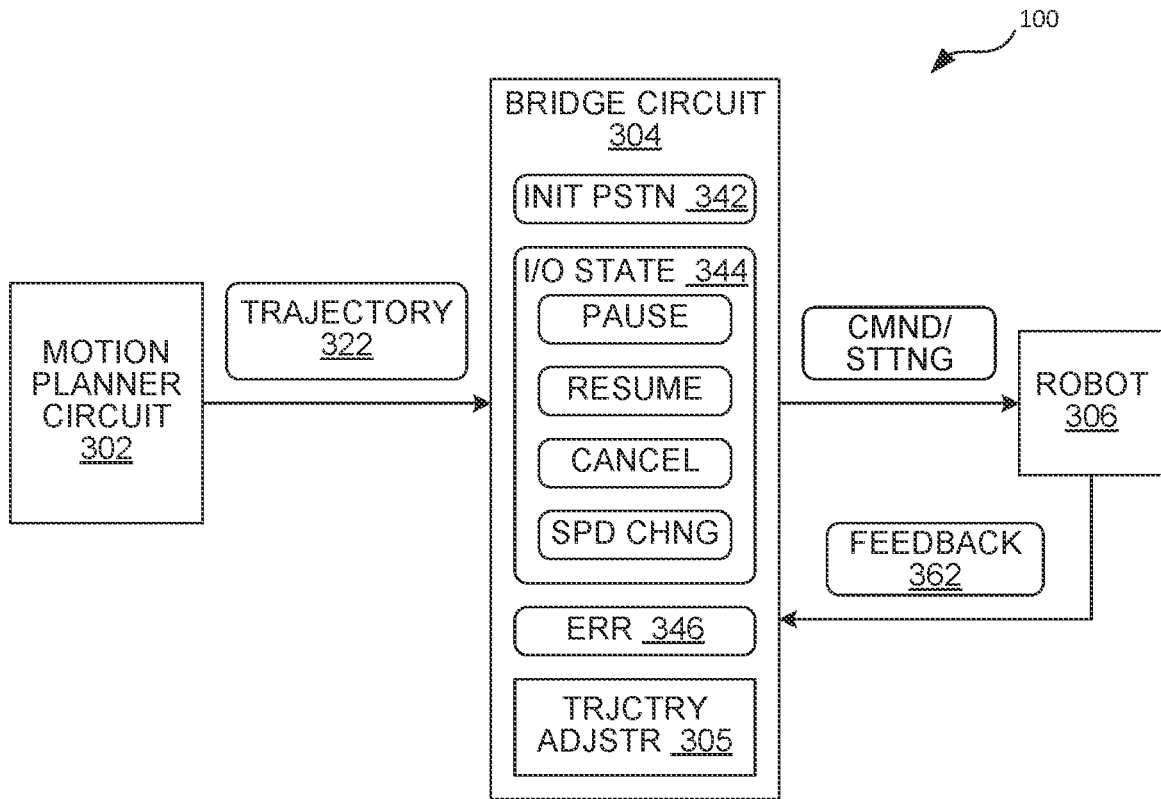 100
BRIDGE CIRCUIT
304
INIT PSTN 342
I/O STATE 344
PAUSE
RESUME
CANCEL
SPD CHNG
ERR 346
TRJCTRY
ADJSTR 305
MOTION
PLANNER
CIRCUIT
302
TRAJECTORY
322
CMND/
STTNG
ROBOT
306
FEEDBACK
362